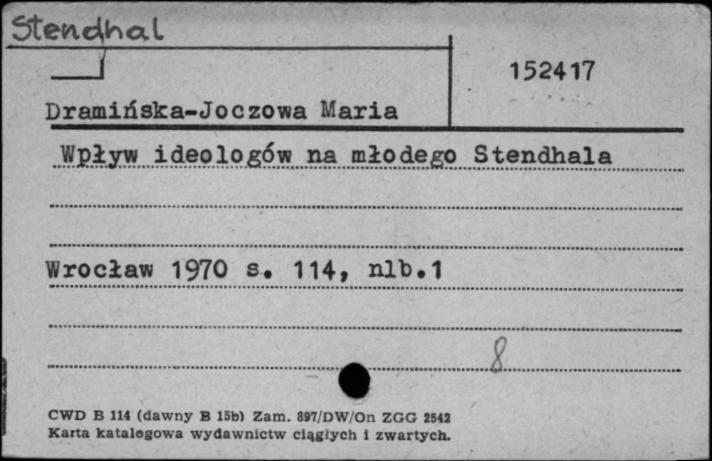 Stendhal
152417
Dramińska-Joczowa Maria
Wpływ ideologów na młodego Stendhala
Wrocław 1970 s. 114, nlb.1
8
CWD B 114 (dawny B 15b) Zam. 897/DW/On ZGG 2542
Karta katalogowa wydawnictw ciągłych i zwartych.